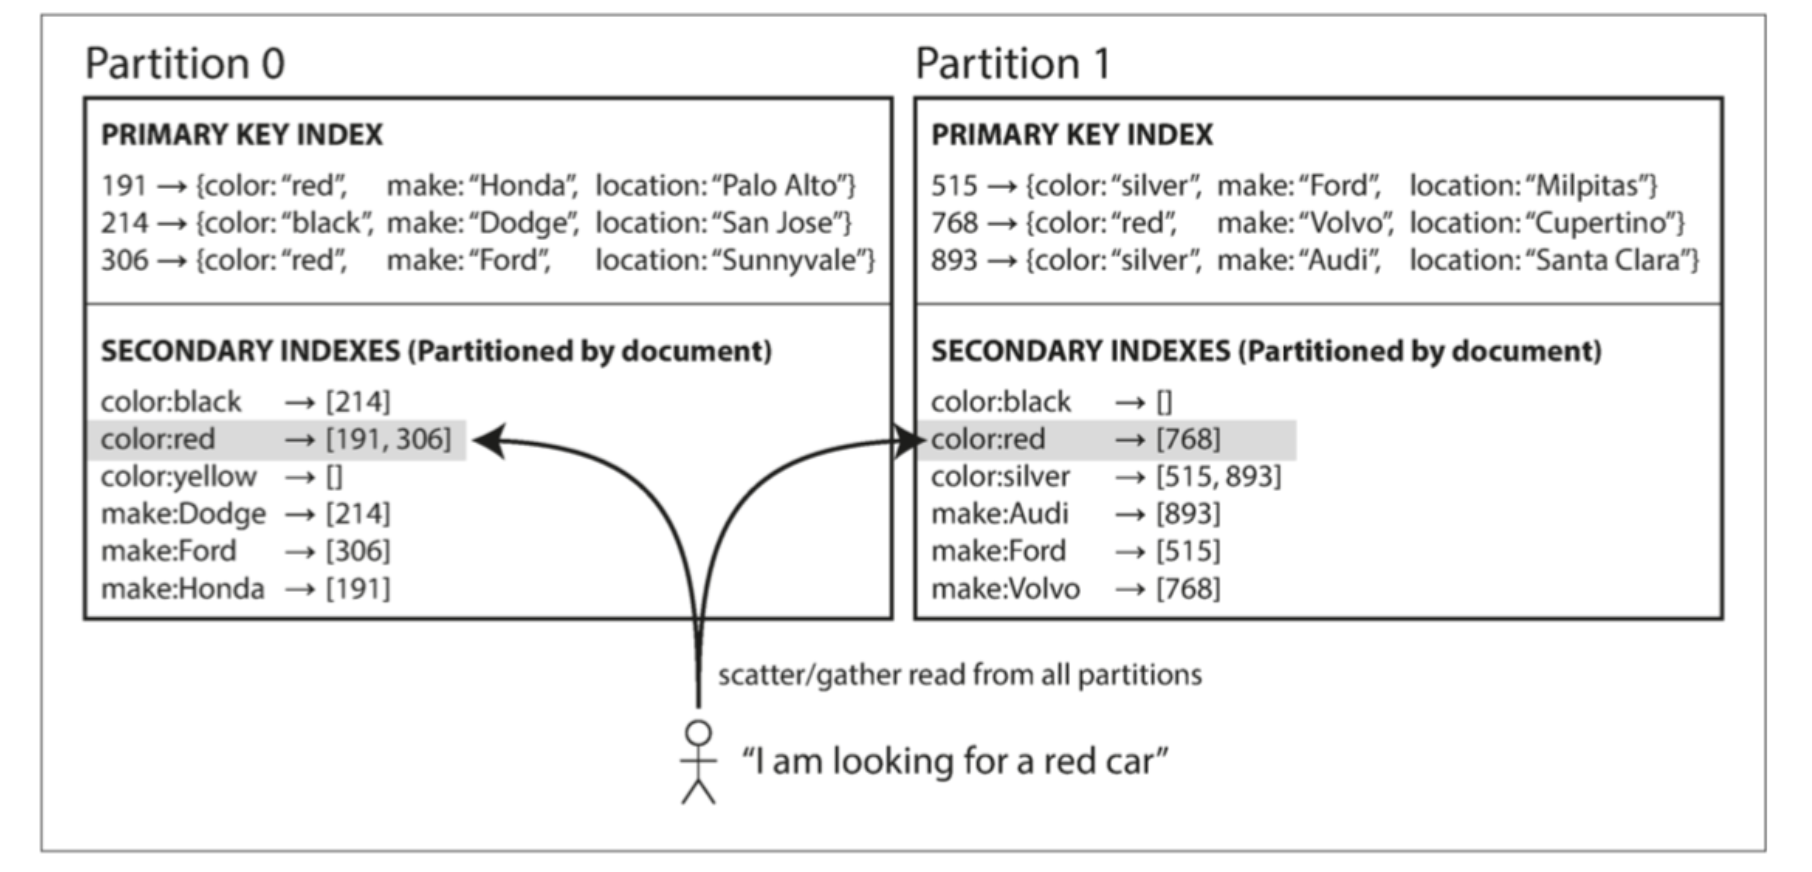 Partition 0
PRIMARY KEY INDEX
191 → {color: “red”, make: “Honda”, location: “Palo Alto”}
214 → {color: “black”, make: “Dodge”, location: “San Jose”}
306 → {color: “red”, make: “Ford”, location: “Sunnyvale”}
SECONDARY INDEXES (Partitioned by document)
color:black → [214]
color:red → [191, 306]
color:yellow → []
make:Dodge → [214]
make:Ford → [306]
make:Honda → [191]
Partition 1
PRIMARY KEY INDEX
515 → {color: “silver”, make: “Ford”, location: “Milpitas”}
768 → {color: “red”, make: “Volvo”, location: “Cupertino”}
893 → {color: “silver”, make: “Audi”, location: “Santa Clara”}
SECONDARY INDEXES (Partitioned by document)
color:black → []
color:red → [768]
color:silver → [515, 893]
make:Audi → [893]
make:Ford → [515]
make:Volvo → [768]
scatter/gather read from all partitions
“I am looking for a red car”